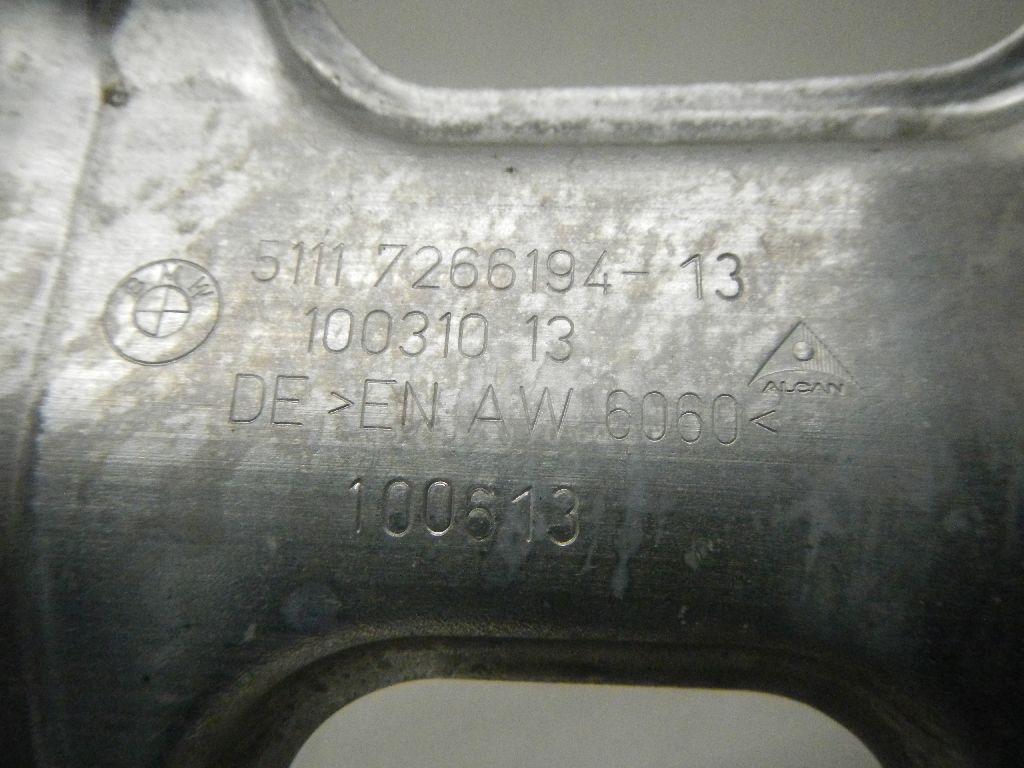 BMW
5111 7266194- 13
100310 13
ALCAN
DE >EN AW 6060<
100613